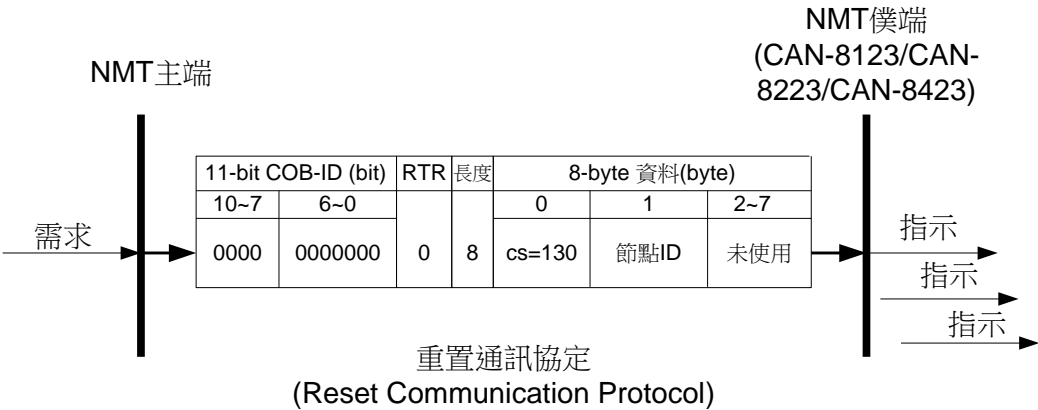 NMT主端
NMT僕端
(CAN-8123/CAN-
8223/CAN-8423)
11-bit COB-ID (bit) RTR 長度 8-byte 資料(byte)
10~7 6~0 0 1 2~7
0000 0000000 0 8 cs=130 節點ID 未使用
需求
指示
指示
指示
重置通訊協定
(Reset Communication Protocol)